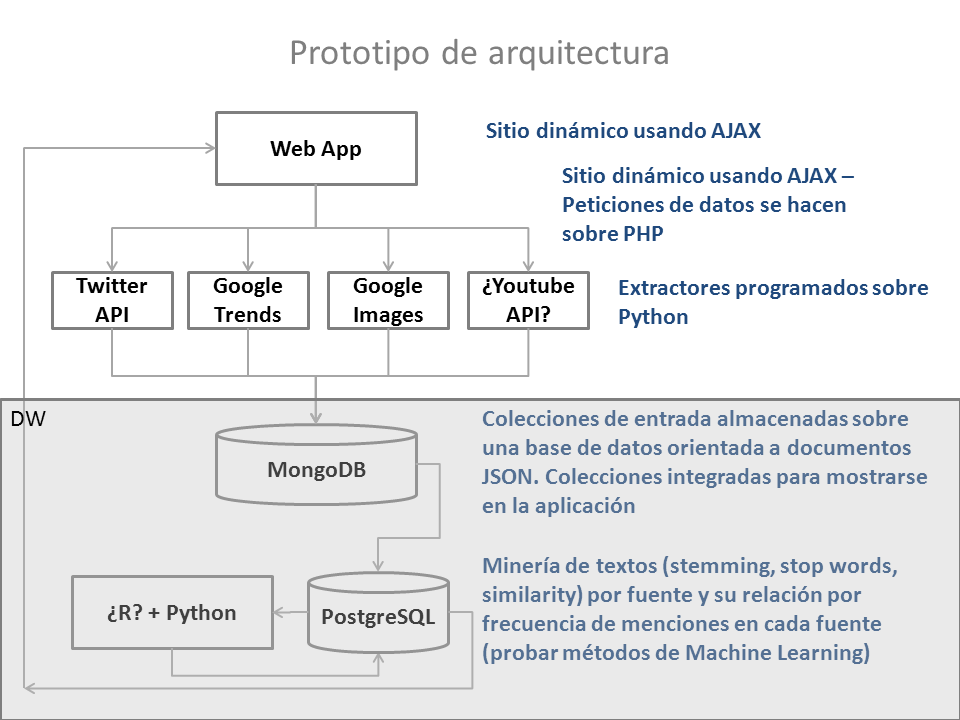 Prototipo de arquitectura
Web App
Sitio dinámico usando AJAX
Sitio dinámico usando AJAX –
Peticiones de datos se hacen
sobre PHP
Twitter
API
Google
Trends
Google
Images
¿Youtube
API?
Extractores programados sobre
Python
DW
MongoDB
Colecciones de entrada almacenadas sobre
una base de datos orientada a documentos
JSON. Colecciones integradas para mostrarse
en la aplicación
¿R? + Python
PostgreSQL
Minería de textos (stemming, stop words,
similarity) por fuente y su relación por
frecuencia de menciones en cada fuente
(probar métodos de Machine Learning)